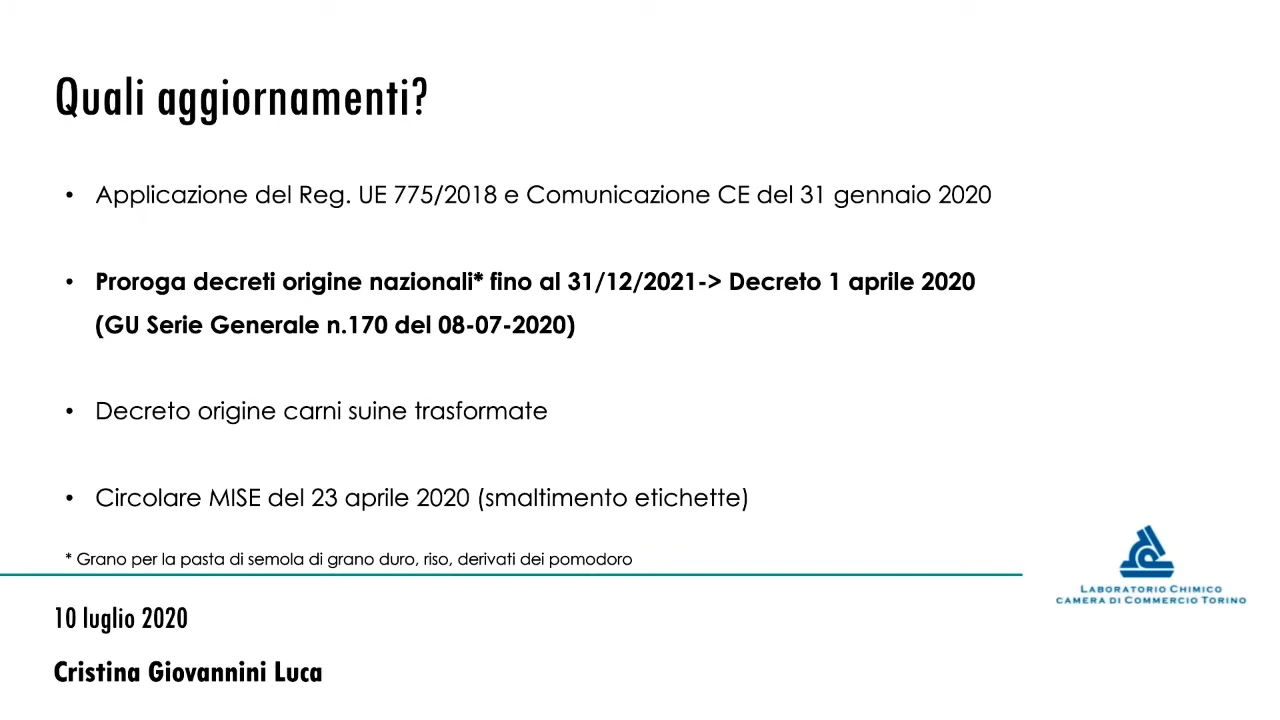 Quali aggiornamenti?
• Applicazione del Reg. UE 775/2018 e Comunicazione CE del 31 gennaio 2020
• Proroga decreti origine nazionali* fino al 31/12/2021-> Decreto 1 aprile 2020
(GU Serie Generale n.170 del 08-07-2020)
• Decreto origine carni suine trasformate
• Circolare MISE del 23 aprile 2020 (smaltimento etichette)
* Grano per la pasta di semola di grano duro, riso, derivati dei pomodoro
LABORATORIO CHIMICO
CAMERA DI COMMERCIO TORINO
10 luglio 2020
Cristina Giovannini Luca